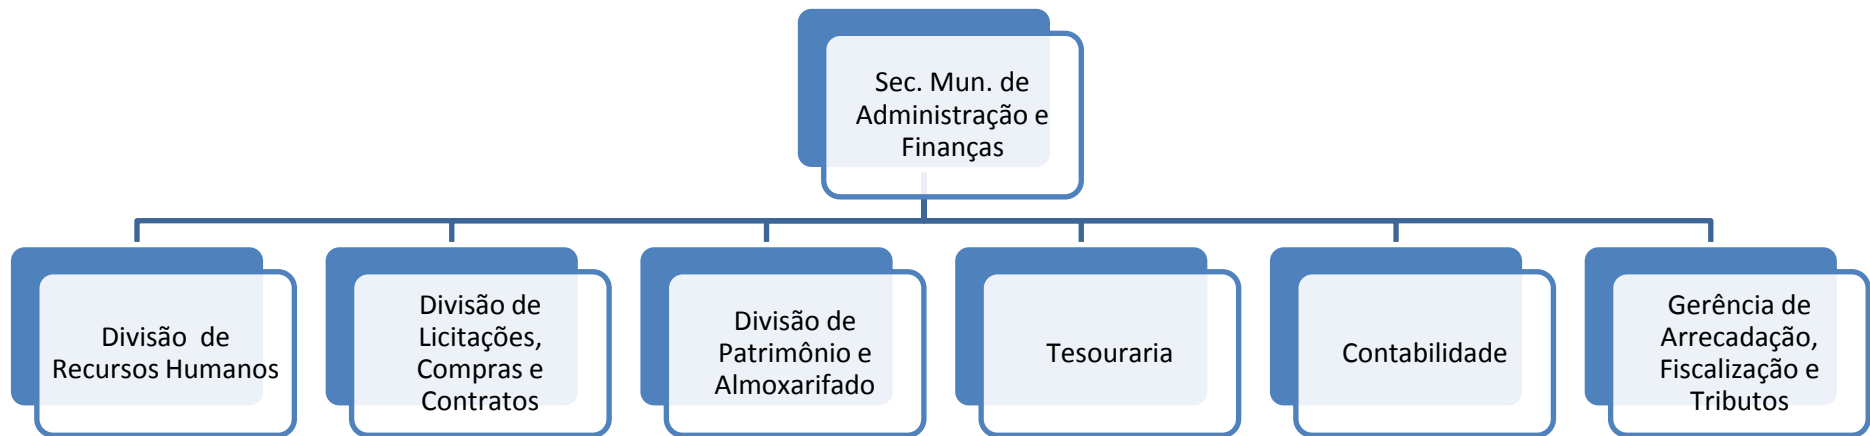 Sec. Mun. de
Administração e
Finanças
Divisão de
Recursos Humanos
Divisão de
Licitações,
Compras e
Contratos
Divisão de
Patrimônio e
Almoxarifado
Tesouraria
Contabilidade
Gerência de
Arrecadação,
Fiscalização e
Tributos